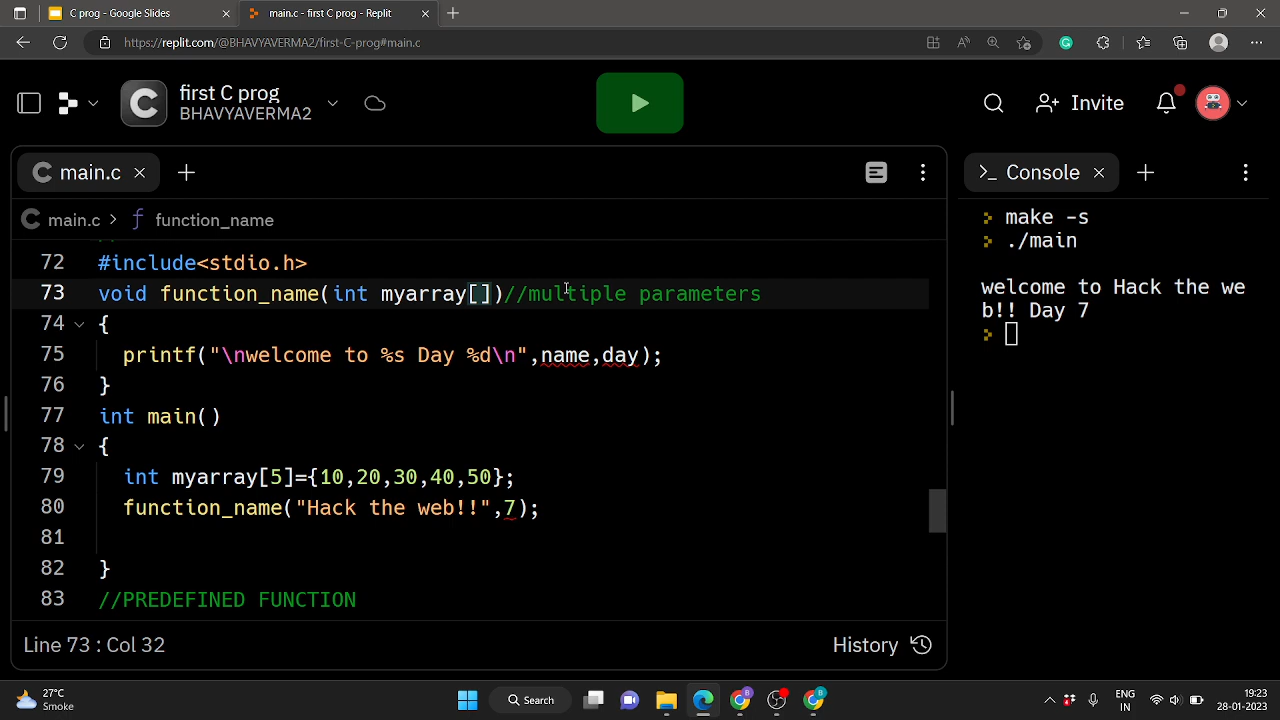 C prog - Google Slides
main.c - first C prog - Replit
https://replit.com/@BHAVYAVERMA2/first-C-prog#main.c
first C prog
BHAVYAVERMA2
Invite
main.c
main.c > function_name
72 #include<stdio.h>
73 void function_name(int myarray[])//multiple parameters
74 {
75 printf("\nwelcome to %s Day %d\n",name,day);
76 }
77 int main()
78 {
79 int myarray[5]={10,20,30,40,50};
80 function_name("Hack the web!!",7);
81
82 }
83 //PREDEFINED FUNCTION
Line 73 : Col 32
History
Console
make -s
./main
welcome to Hack the we
b!! Day 7
27°C
Smoke
Search
ENG
IN
19:23
28-01-2023